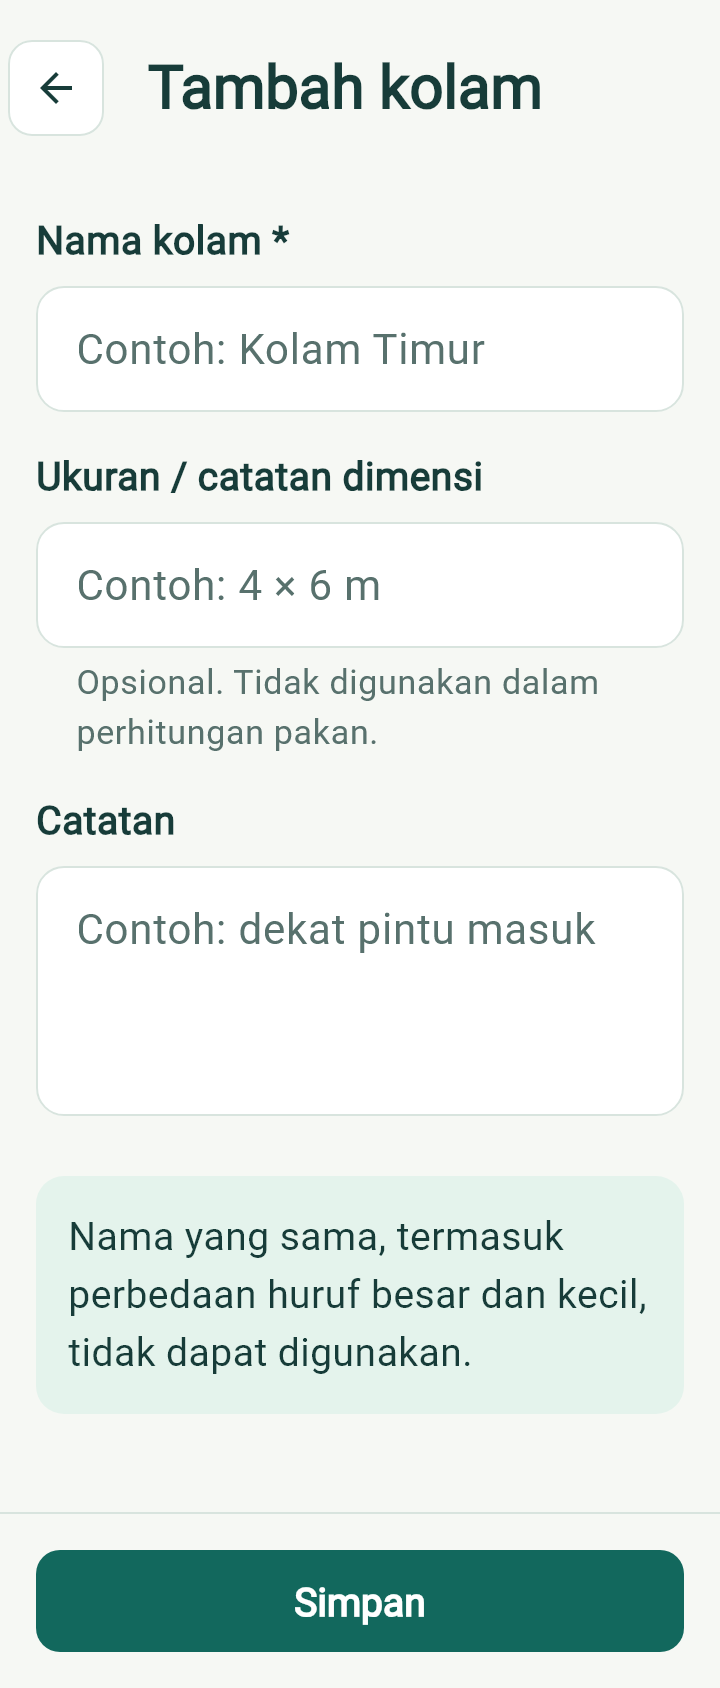 Tambah kolam
Nama kolam *
Contoh: Kolam Timur
Ukuran / catatan dimensi
Contoh: 4 × 6 m
Opsional. Tidak digunakan dalam
perhitungan pakan.
Catatan
Contoh: dekat pintu masuk
Nama yang sama, termasuk
perbedaan huruf besar dan kecil,
tidak dapat digunakan.
Simpan